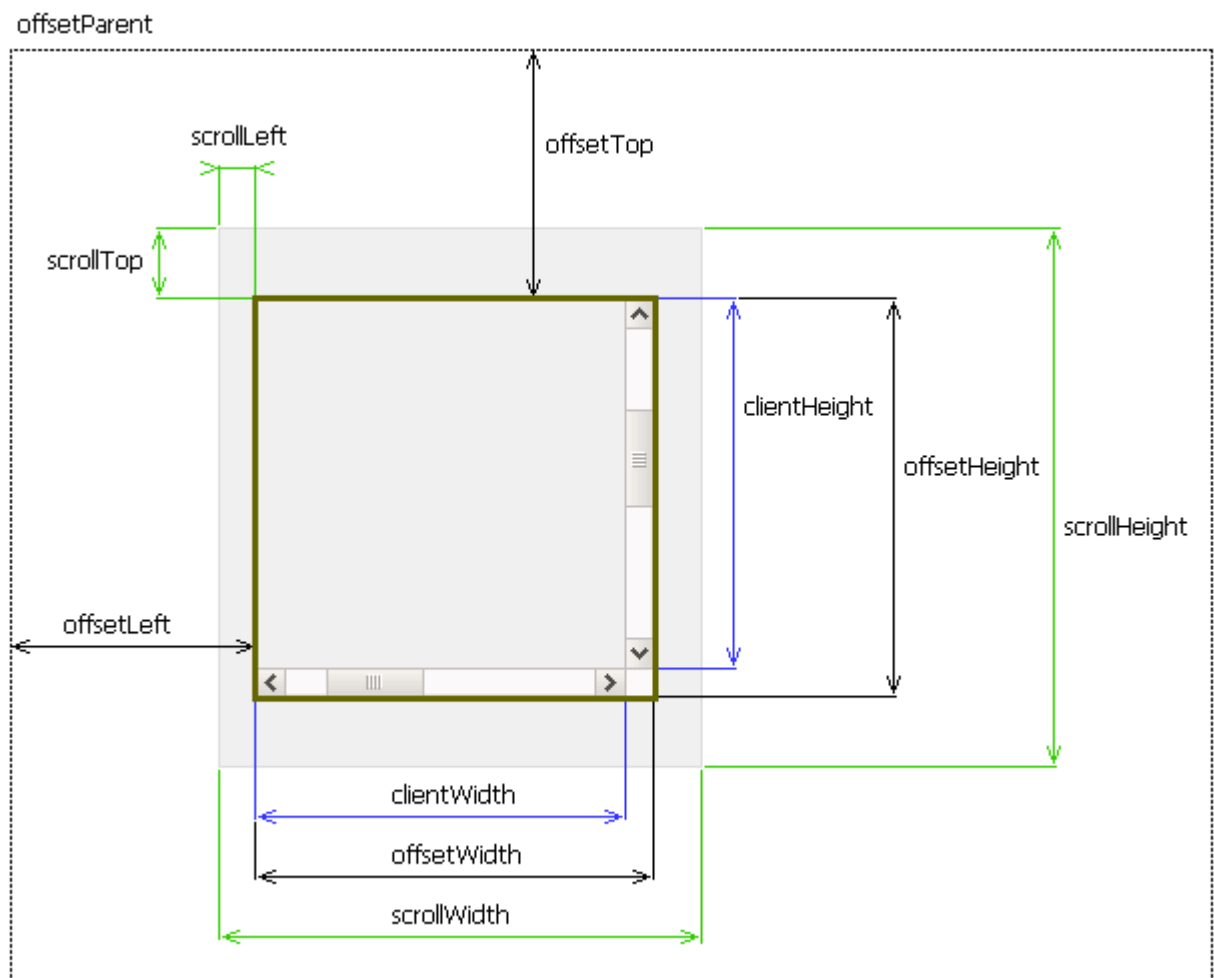 offsetParent
scrollLeft
offsetTop
scrollTop
clientHeight
offsetHeight
scrollHeight
offsetLeft
clientWidth
offsetWidth
scrollWidth